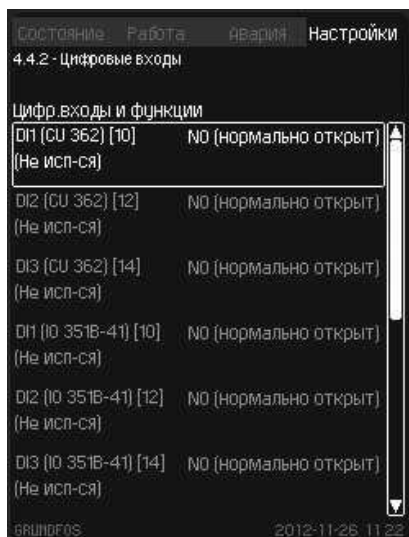 Состояние Работа Авария Настройки
4.4.2 - Цифровые входы
Цифр.входы и функции
DI1 (CU 362) [10] NO (нормально открыт)
(Не исп-ся)
DI2 (CU 362) [12] NO (нормально открыт)
(Не исп-ся)
DI3 (CU 362) [14] NO (нормально открыт)
(Не исп-ся)
DI1 (IO 351B-41) [10] NO (нормально открыт)
(Не исп-ся)
DI2 (IO 351B-41) [12] NO (нормально открыт)
(Не исп-ся)
DI3 (IO 351B-41) [14] NO (нормально открыт)
(Не исп-ся)
GRUNDFOS 2012-11-26 11:22